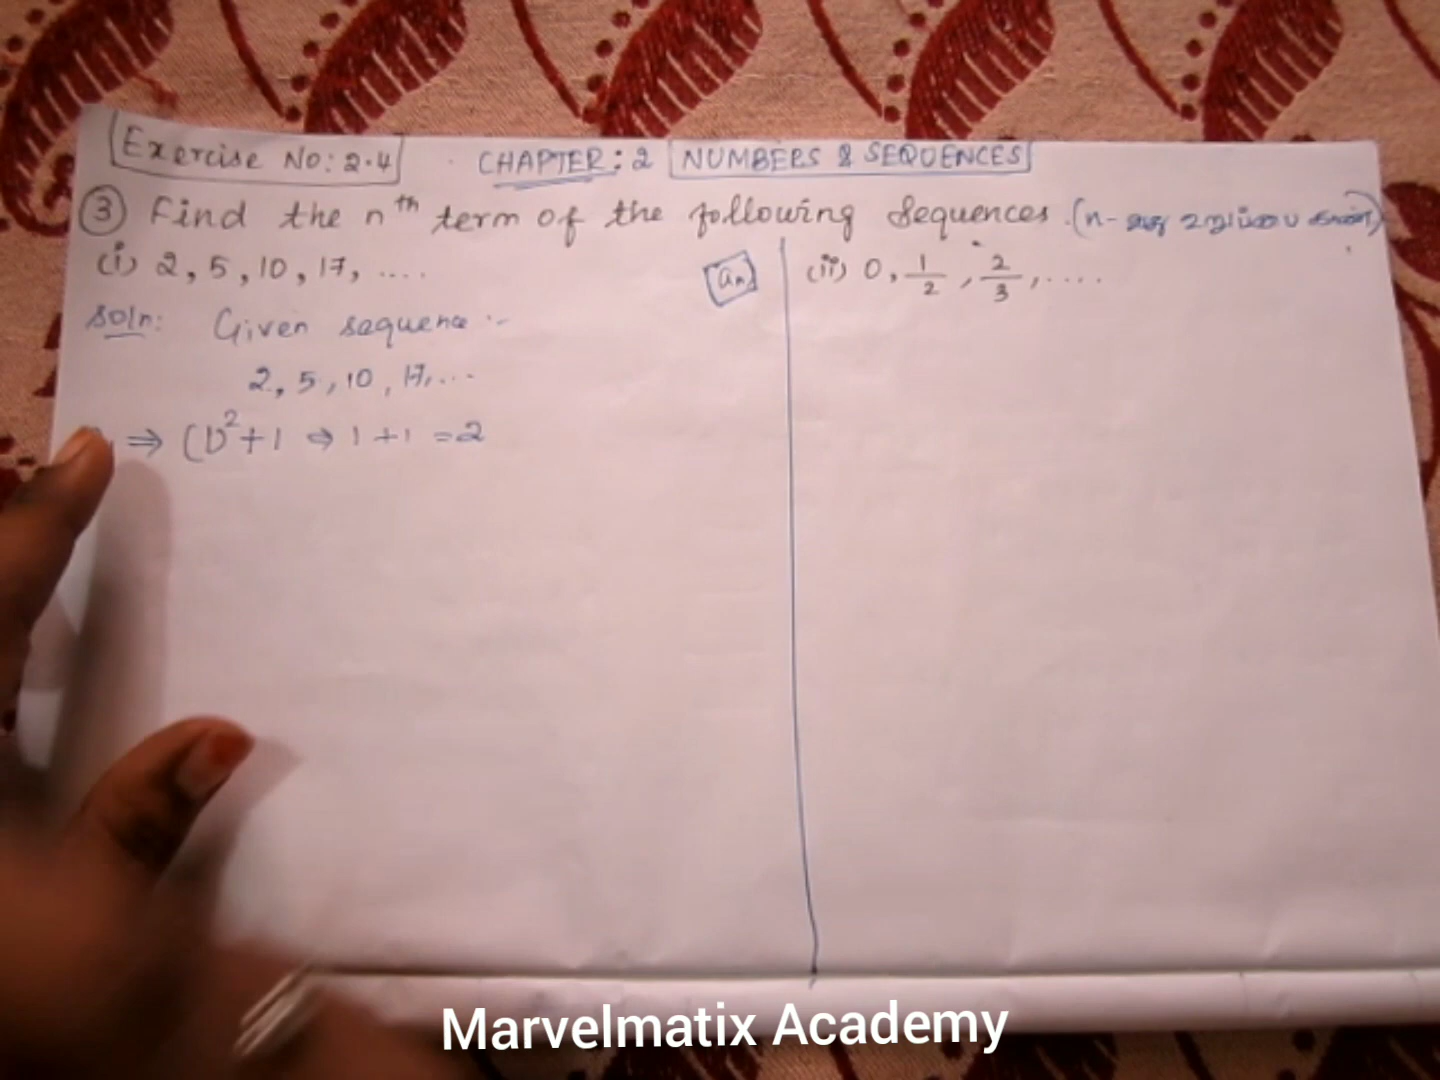 Exercise No: 2.4 CHAPTER: 2 NUMBERS & SEQUENCES
③ Find the nth term of the following Sequences. (n- வது உறுப்பை காண்)
(i) 2, 5, 10, 17, ....
an
(ii) 0, 1/2, 2/3, ....
Soln: Given sequence :-
2, 5, 10, 17, ...
⇒ (1)² + 1 ⇒ 1 + 1 = 2
Marvelmatix Academy